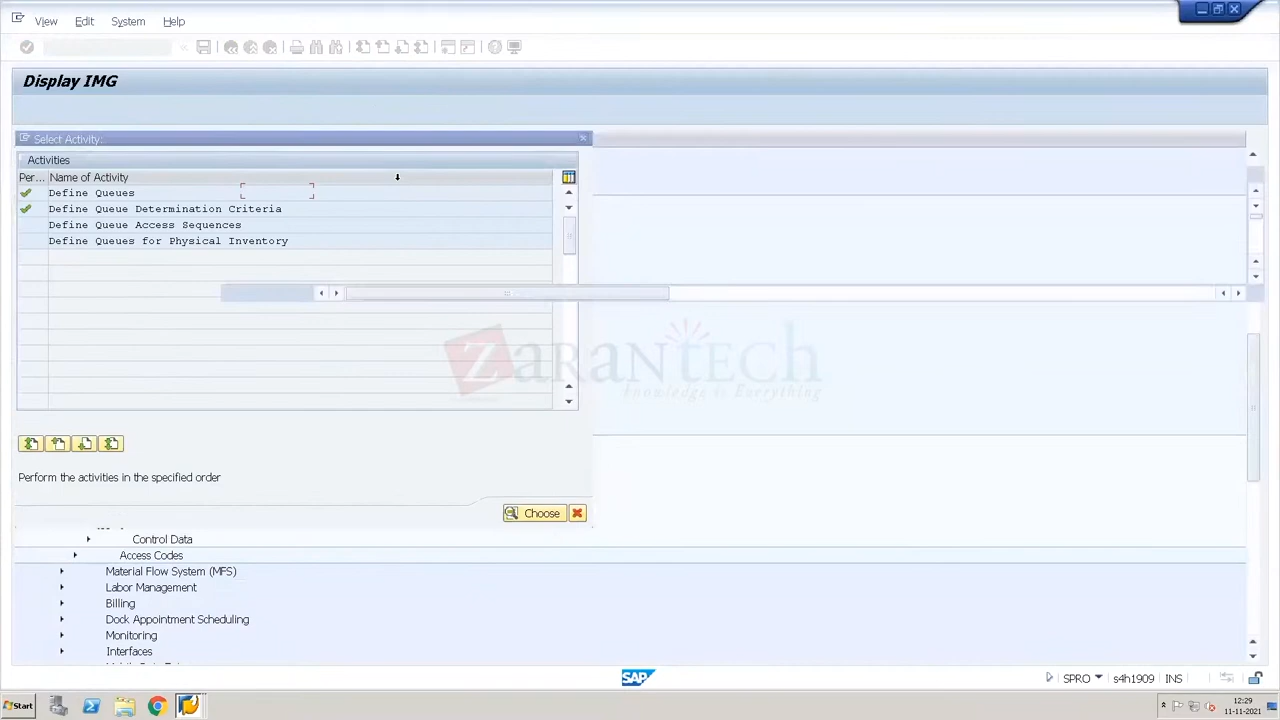 View Edit System Help
Display IMG
Select Activity:
Activities
Per... Name of Activity
Define Queues
Define Queue Determination Criteria
Define Queue Access Sequences
Define Queues for Physical Inventory
zaranтech
knowledge is Everything
Perform the activities in the specified order
Choose
Control Data
Access Codes
Material Flow System (MFS)
Labor Management
Billing
Dock Appointment Scheduling
Monitoring
Interfaces
SAP
SPRO s4h1909 INS
Start
12:29
11-11-2021